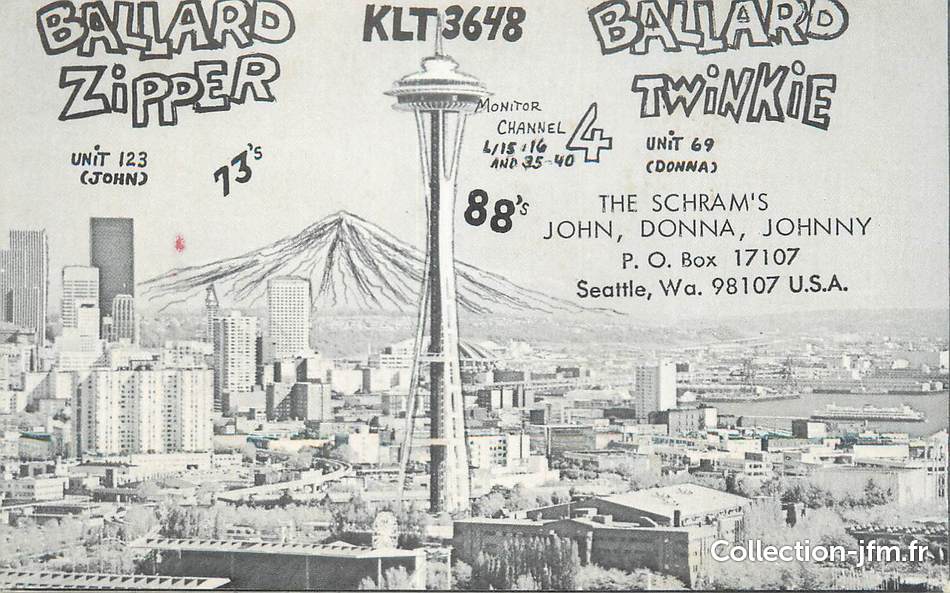 BALLARD
ZiPPER
UNiT 123
(JOHN)
73's
KLT 3648
MONITOR
CHANNEL 4
L/15 & 16
AND 35-40
88's
BALLARD
TWiNKiE
UNiT 69
(DONNA)
THE SCHRAM'S
JOHN, DONNA, JOHNNY
P. O. Box 17107
Seattle, Wa. 98107 U.S.A.
Collection-jfm.fr